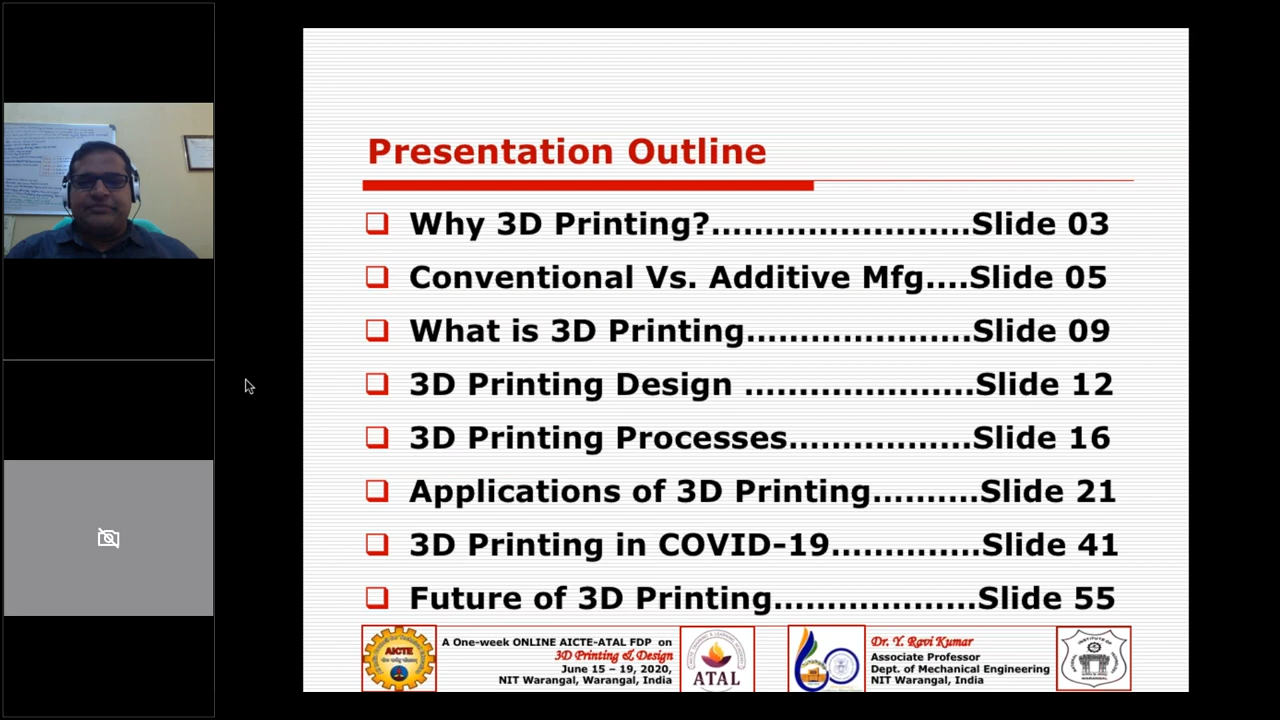 Presentation Outline
Why 3D Printing?........................Slide 03
Conventional Vs. Additive Mfg....Slide 05
What is 3D Printing.....................Slide 09
3D Printing Design .....................Slide 12
3D Printing Processes.................Slide 16
Applications of 3D Printing..........Slide 21
3D Printing in COVID-19..............Slide 41
Future of 3D Printing...................Slide 55
AICTE
A One-week ONLINE AICTE-ATAL FDP on
3D Printing & Design
June 15 – 19, 2020,
NIT Warangal, Warangal, India
ATAL
Dr. Y. Ravi Kumar
Associate Professor
Dept. of Mechanical Engineering
NIT Warangal, India